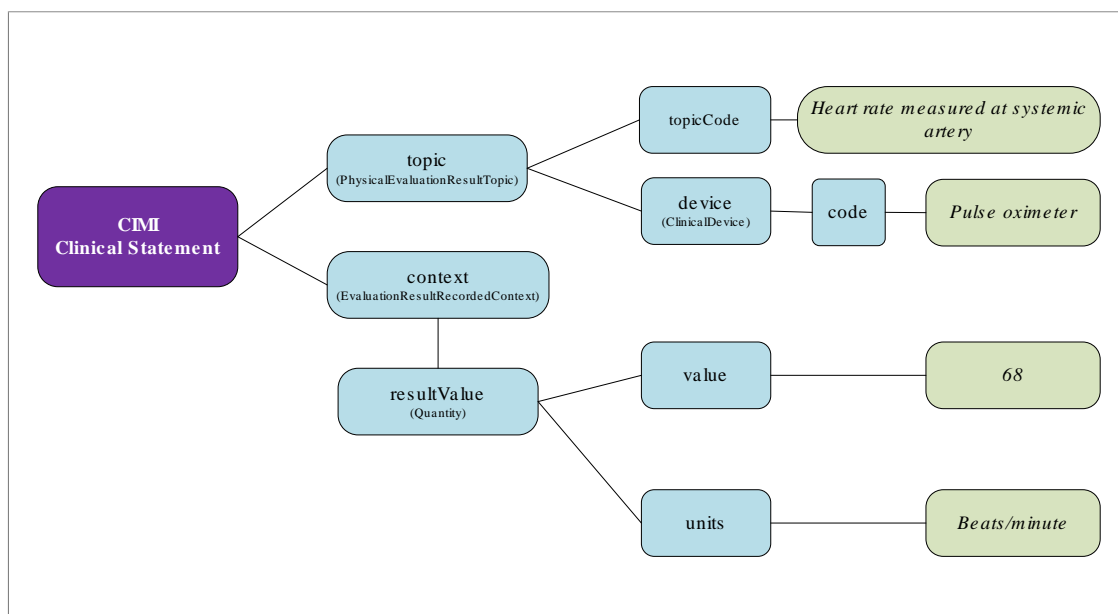 CIMI
Clinical Statement
topic
(PhysicalEvaluationResultTopic)
topicCode
Heart rate measured at systemic
artery
device
(ClinicalDevice)
code
Pulse oximeter
context
(EvaluationResultRecordedContext)
resultValue
(Quantity)
value
68
units
Beats/minute